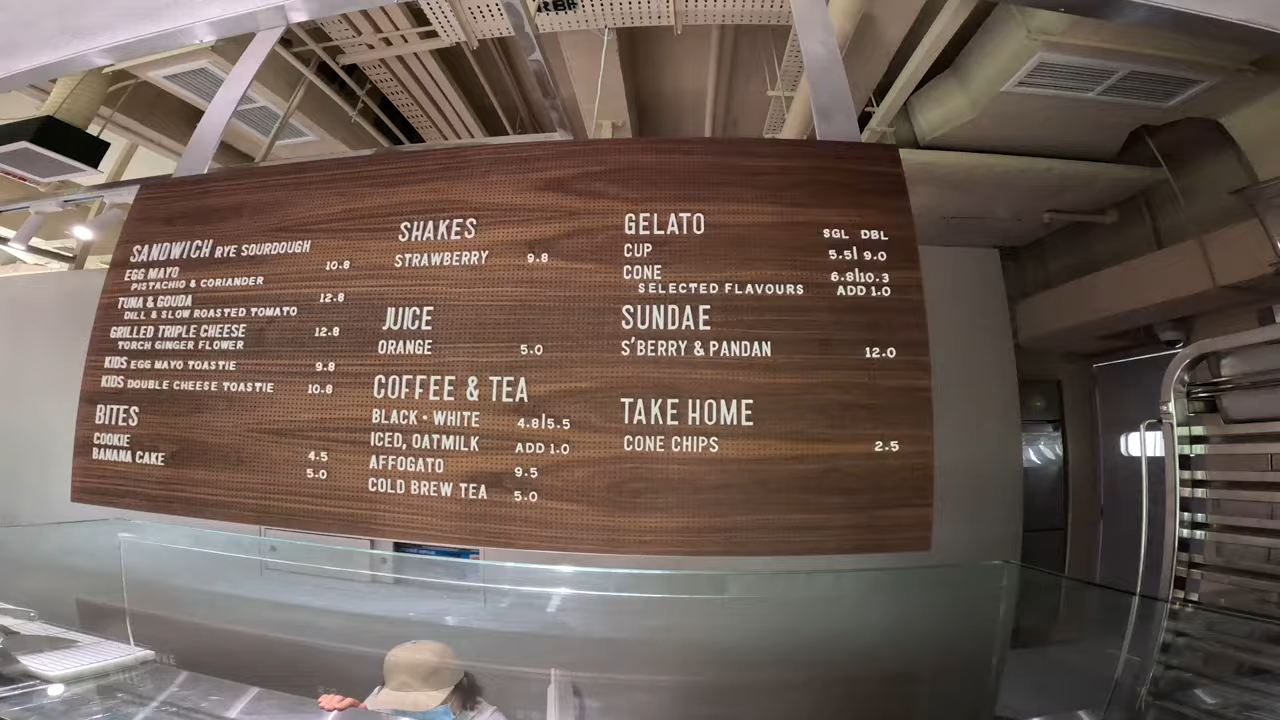 SANDWICH RYE SOURDOUGH
EGG MAYO 10.8
PISTACHIO & CORIANDER
TUNA & GOUDA 12.8
DILL & SLOW ROASTED TOMATO
GRILLED TRIPLE CHEESE 12.8
TORCH GINGER FLOWER
KIDS EGG MAYO TOASTIE 9.8
KIDS DOUBLE CHEESE TOASTIE 10.8
BITES
COOKIE 4.5
BANANA CAKE 5.0
SHAKES
STRAWBERRY 9.8
JUICE
ORANGE 5.0
COFFEE & TEA
BLACK • WHITE 4.8|5.5
ICED, OATMILK ADD 1.0
AFFOGATO 9.5
COLD BREW TEA 5.0
GELATO SGL DBL
CUP 5.5| 9.0
CONE 6.8|10.3
SELECTED FLAVOURS ADD 1.0
SUNDAE
S'BERRY & PANDAN 12.0
TAKE HOME
CONE CHIPS 2.5